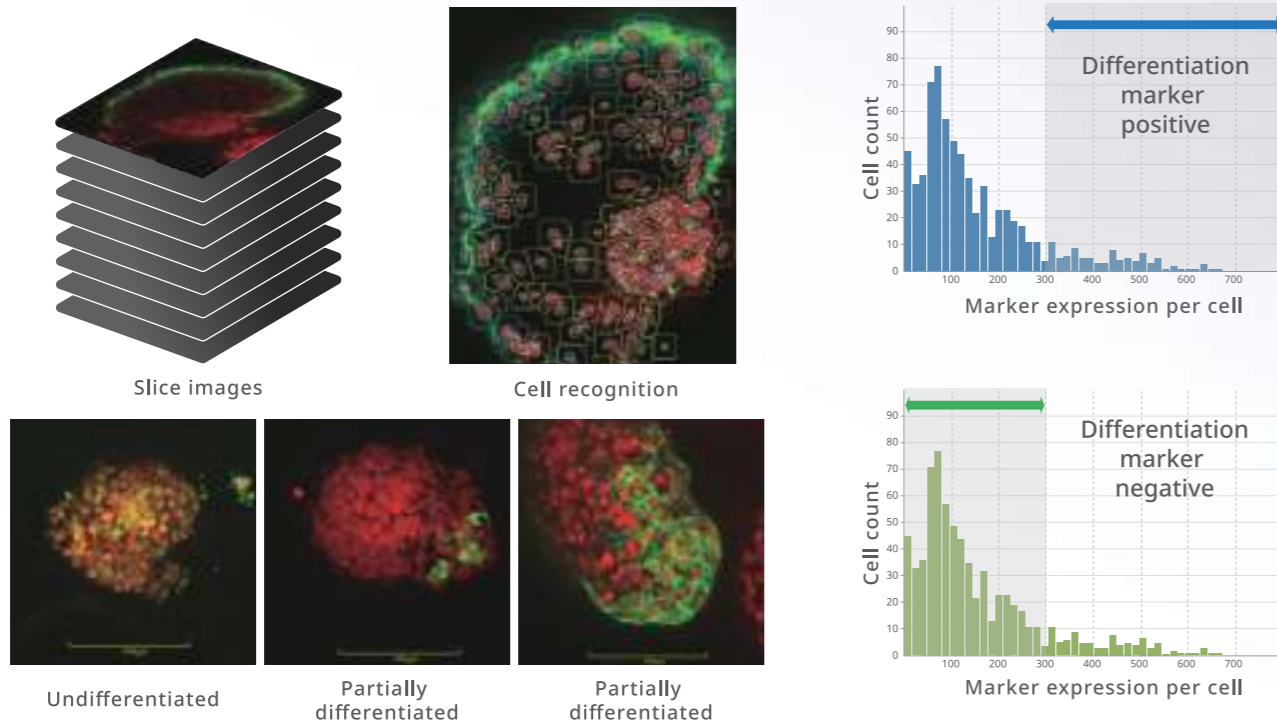 Slice images
Cell recognition
90
80
70
60
50
40
30
20
10
0
Cell count
Differentiation
marker
positive
100
200
300
400
500
600
700
Marker expression per cell
Undifferentiated
Partially
differentiated
Partially
differentiated
90
80
70
60
50
40
30
20
10
0
Cell count
Differentiation
marker
negative
100
200
300
400
500
600
700
Marker expression per cell